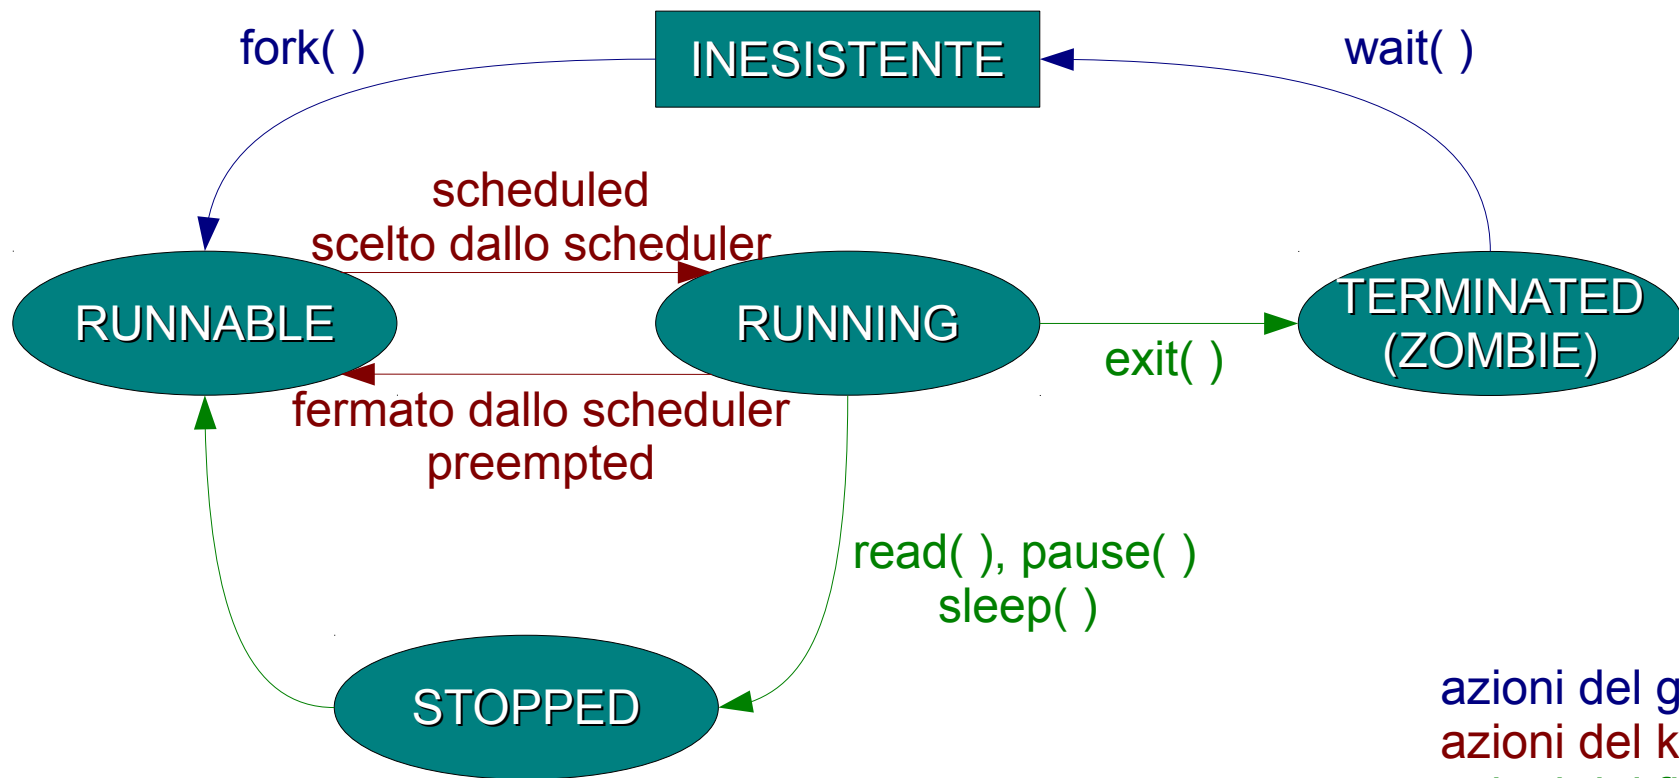 fork( )
INESISTENTE
wait( )
scheduled
scelto dallo scheduler
RUNNABLE
RUNNING
TERMINATED
(ZOMBIE)
exit( )
fermato dallo scheduler
preempted
read( ), pause( )
sleep( )
STOPPED
azioni del g
azioni del k